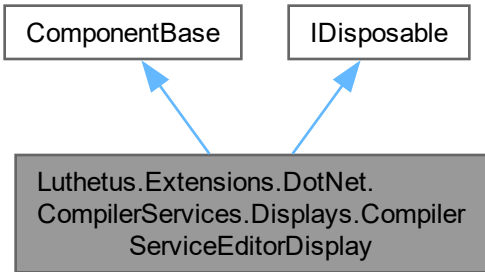 ComponentBase
IDisposable
Luthetus.Extensions.DotNet.
CompilerServices.Displays.Compiler
ServiceEditorDisplay